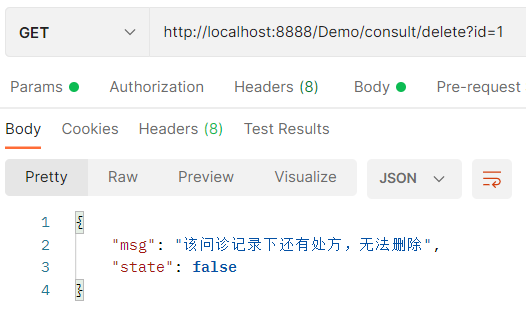 GET http://localhost:8888/Demo/consult/delete?id=1
Params Authorization Headers (8) Body Pre-request
Body Cookies Headers (8) Test Results
Pretty Raw Preview Visualize JSON
1 {
2 "msg": "该问诊记录下还有处方，无法删除",
3 "state": false
4 }